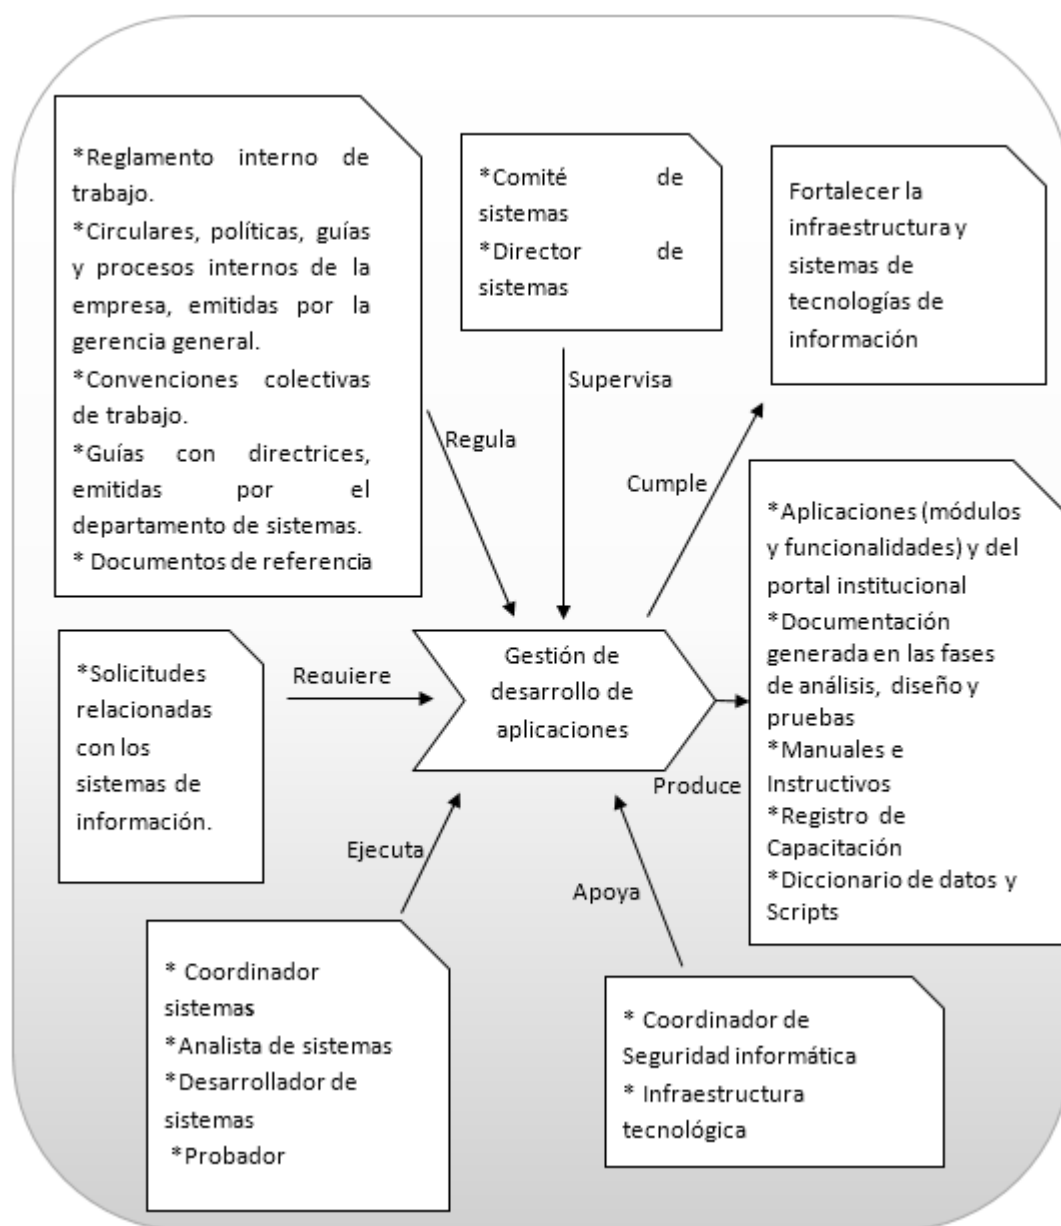 *Reglamento interno de
trabajo.
*Circulares, políticas, guías
y procesos internos de la
empresa, emitidas por la
gerencia general.
*Convenciones colectivas
de trabajo.
*Guías con directrices,
emitidas por el
departamento de sistemas.
* Documentos de referencia
*Comité de
sistemas
*Director de
sistemas
Fortalecer la
infraestructura y
sistemas de
tecnologías de
información
Supervisa
Regula
Cumple
*Aplicaciones (módulos
y funcionalidades) y del
portal institucional
*Documentación
generada en las fases
de análisis, diseño y
pruebas
*Manuales e
Instructivos
*Registro de
Capacitación
*Diccionario de datos y
Scripts
*Solicitudes
relacionadas
con los
sistemas de
información.
Requiere
Gestión de
desarrollo de
aplicaciones
Produce
Ejecuta
Apoya
* Coordinador
sistemas
*Analista de sistemas
*Desarrollador de
sistemas
*Probador
* Coordinador de
Seguridad informática
* Infraestructura
tecnológica